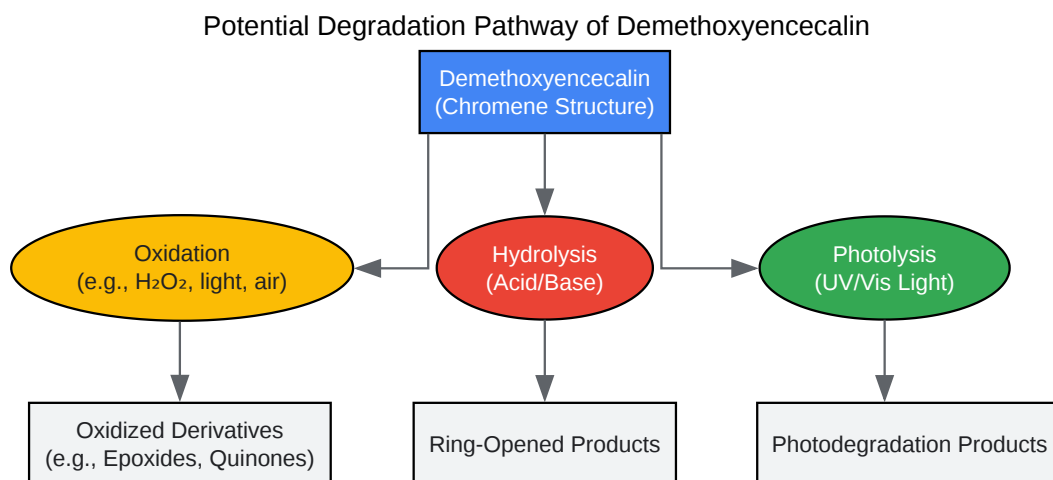 Potential Degradation Pathway of Demethoxyencecalin
Demethoxyencecalin
(Chromene Structure)
Oxidation
(e.g., H₂O₂, light, air)
Hydrolysis
(Acid/Base)
Photolysis
(UV/Vis Light)
Oxidized Derivatives
(e.g., Epoxides, Quinones)
Ring-Opened Products
Photodegradation Products